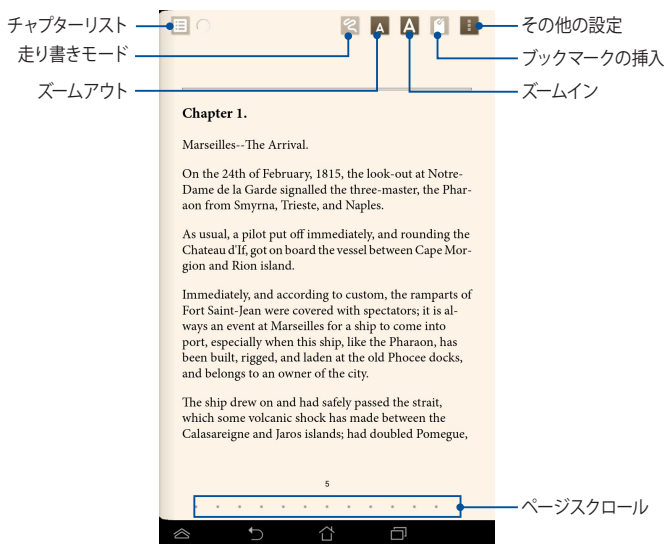 チャプターリスト
走り書きモード
ズームアウト
A
A
その他の設定
ブックマークの挿入
ズームイン
Chapter 1.
Marseilles--The Arrival.
On the 24th of February, 1815, the look-out at Notre-
Dame de la Garde signalled the three-master, the Phar-
aon from Smyrna, Trieste, and Naples.
As usual, a pilot put off immediately, and rounding the
Chateau d'If, got on board the vessel between Cape Mor-
gion and Rion island.
Immediately, and according to custom, the ramparts of
Fort Saint-Jean were covered with spectators; it is al-
ways an event at Marseilles for a ship to come into
port, especially when this ship, like the Pharaon, has
been built, rigged, and laden at the old Phocee docks,
and belongs to an owner of the city.
The ship drew on and had safely passed the strait,
which some volcanic shock has made between the
Calasareigne and Jaros islands; had doubled Pomegue,
5
ページスクロール